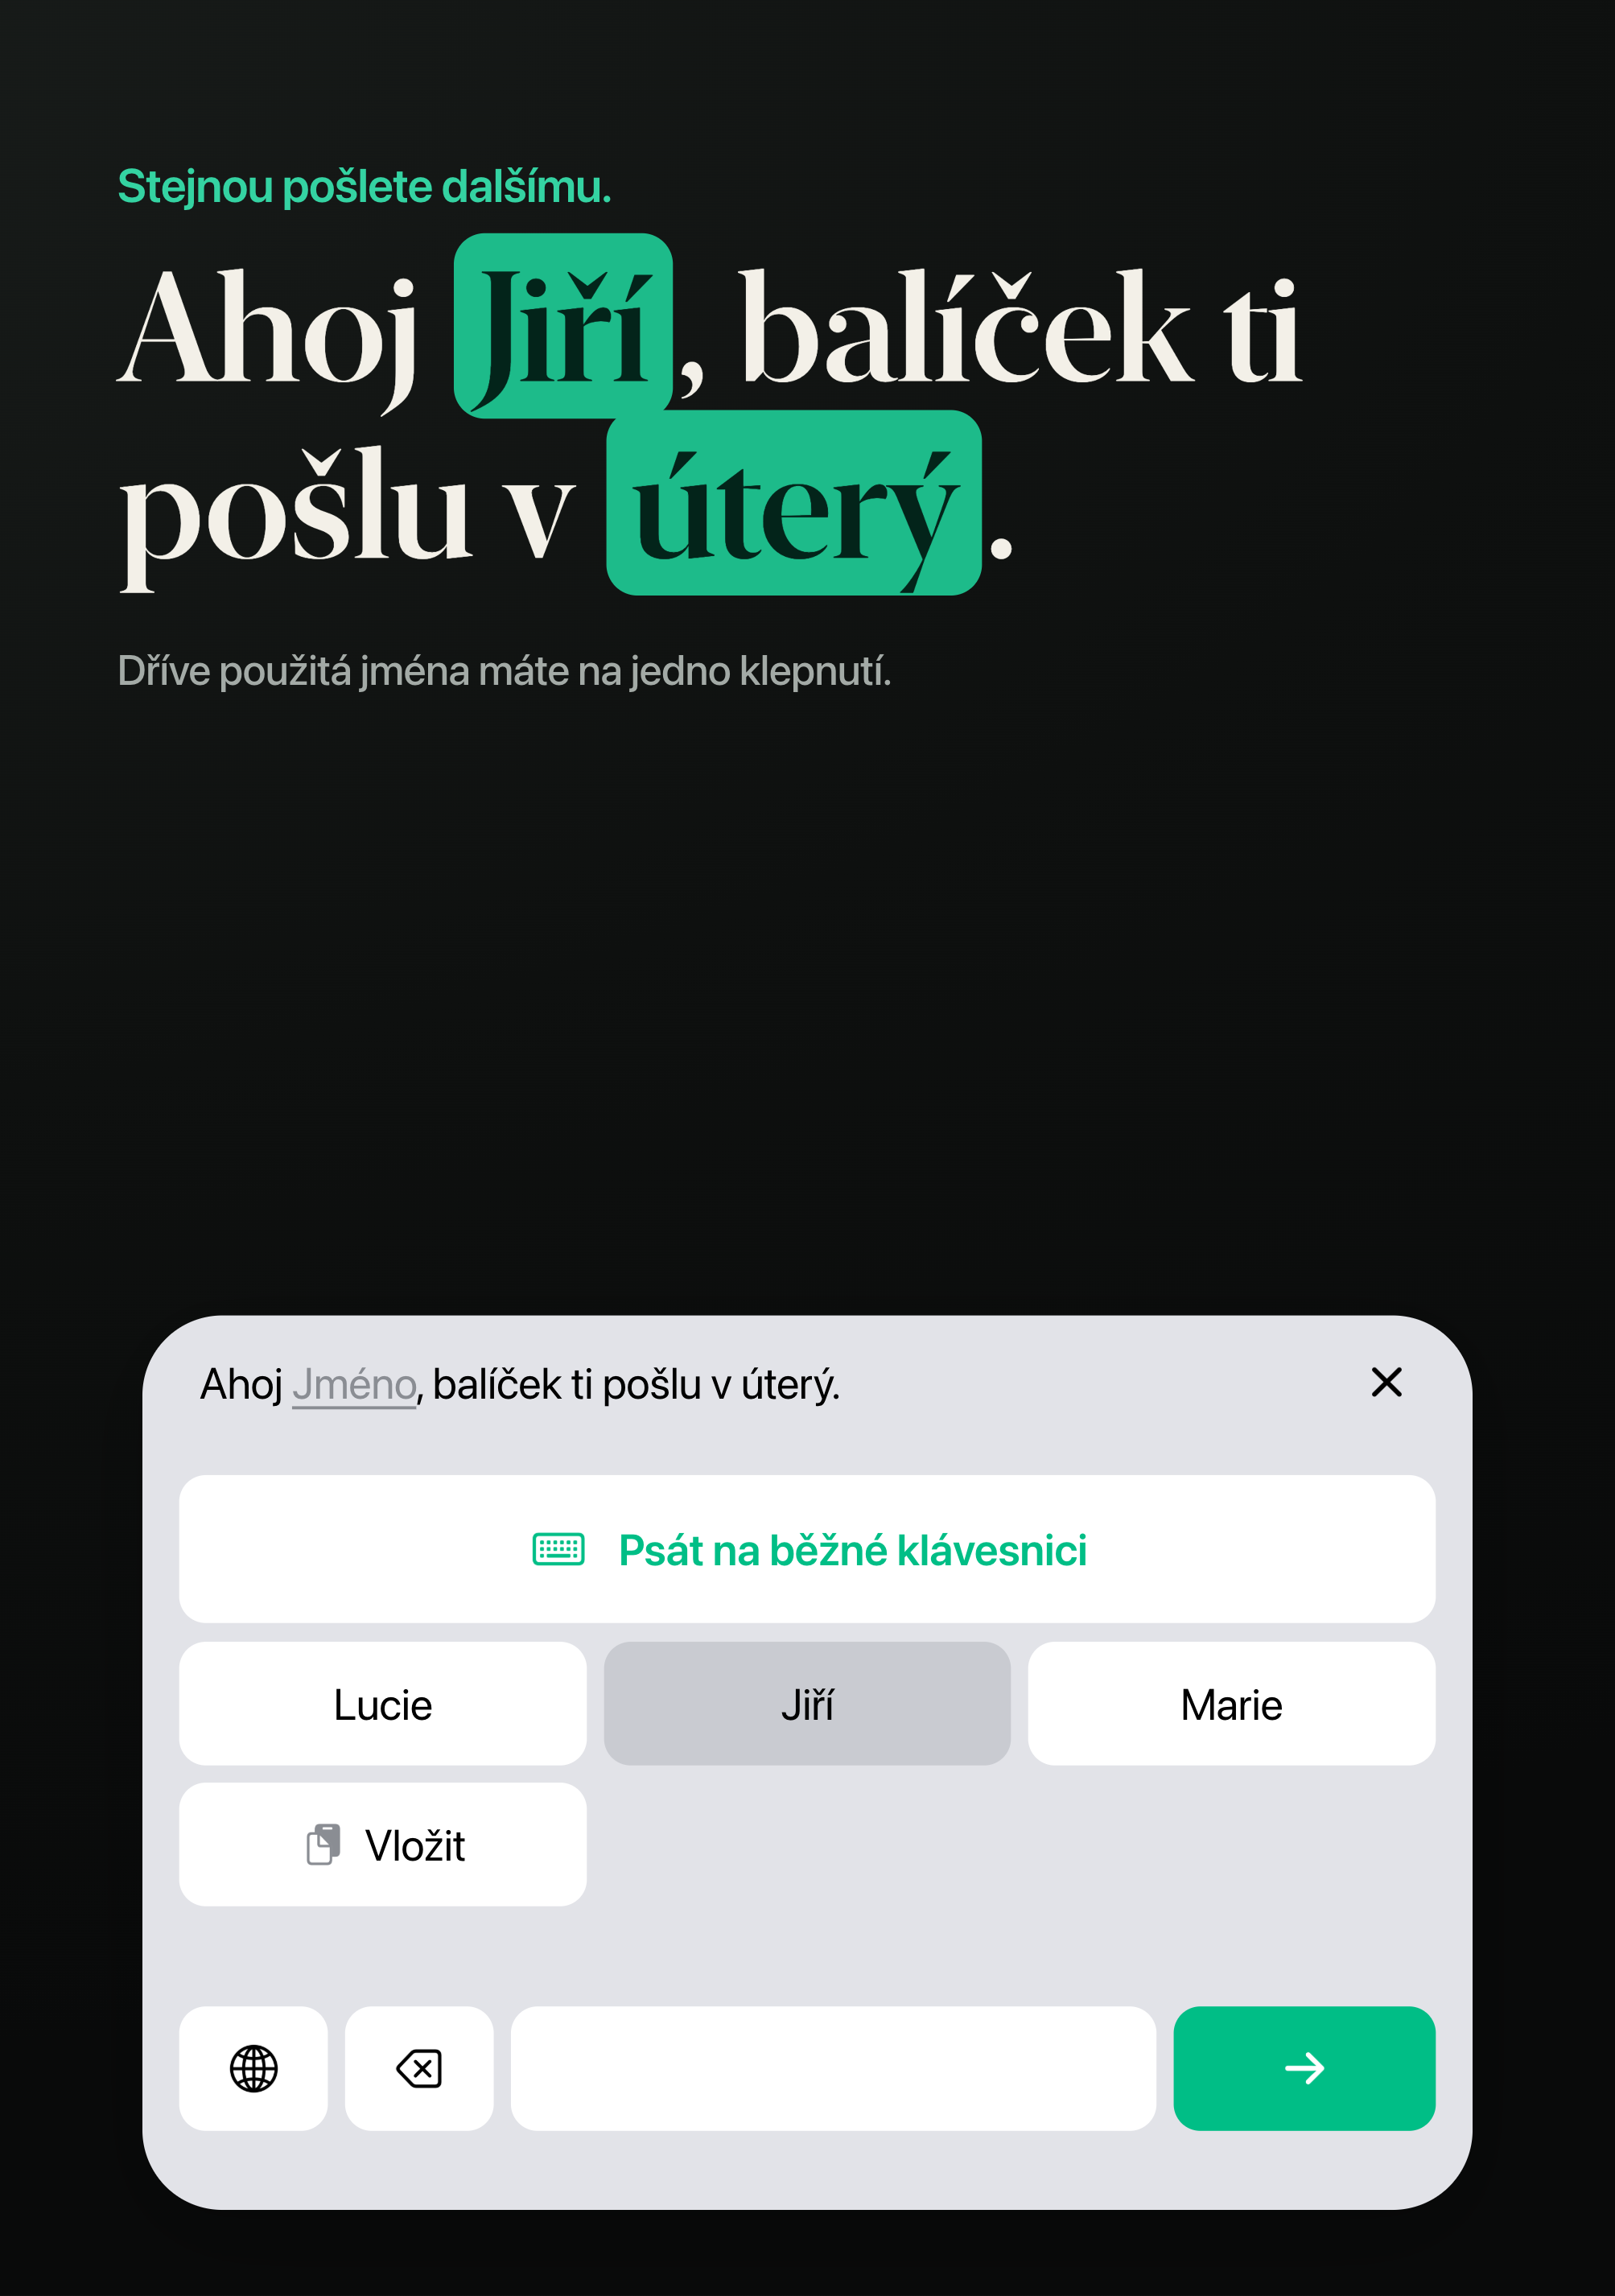 Stejnou pošlete dalšímu.
Ahoj Jiří, balíček ti
pošlu v úterý.
Dříve použitá jména máte na jedno klepnutí.
Ahoj Jméno, balíček ti pošlu v úterý.
Psát na běžné klávesnici
Lucie
Jiří
Marie
Vložit